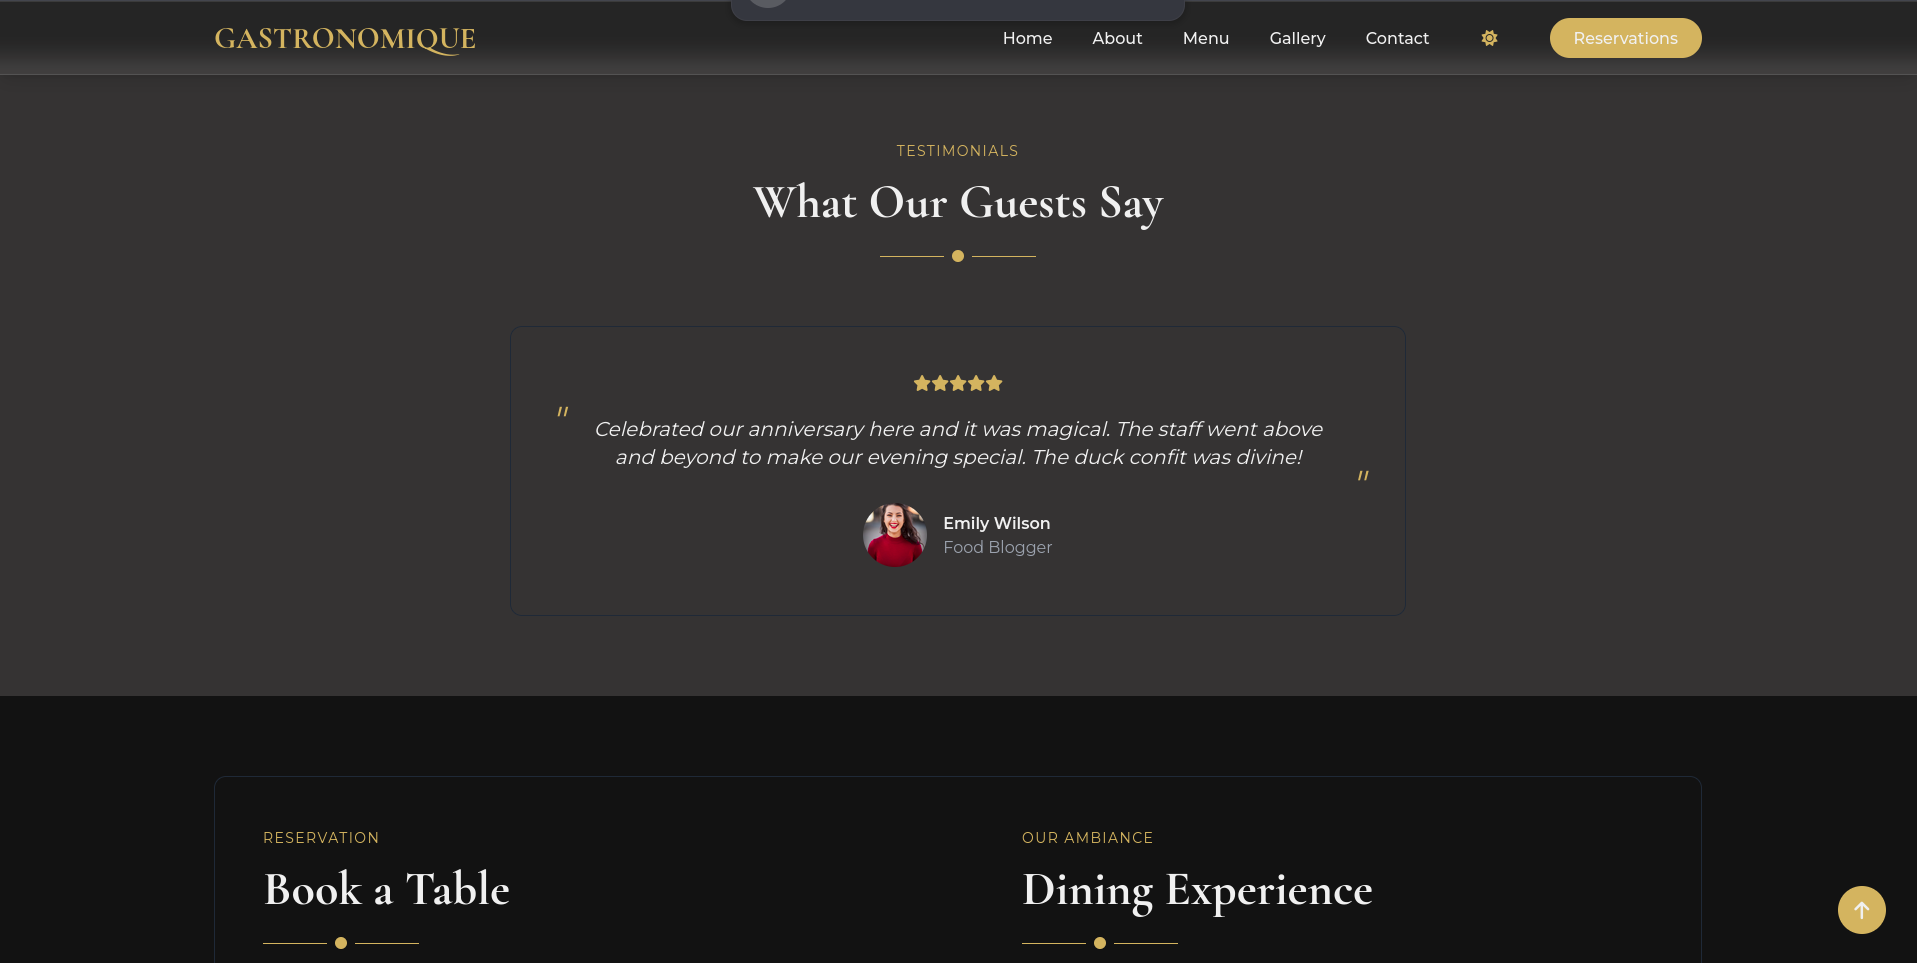 GASTRONOMIQUE
Home
About
Menu
Gallery
Contact
Reservations
TESTIMONIALS
What Our Guests Say
"
Celebrated our anniversary here and it was magical. The staff went above
and beyond to make our evening special. The duck confit was divine!
"
Emily Wilson
Food Blogger
RESERVATION
Book a Table
OUR AMBIANCE
Dining Experience